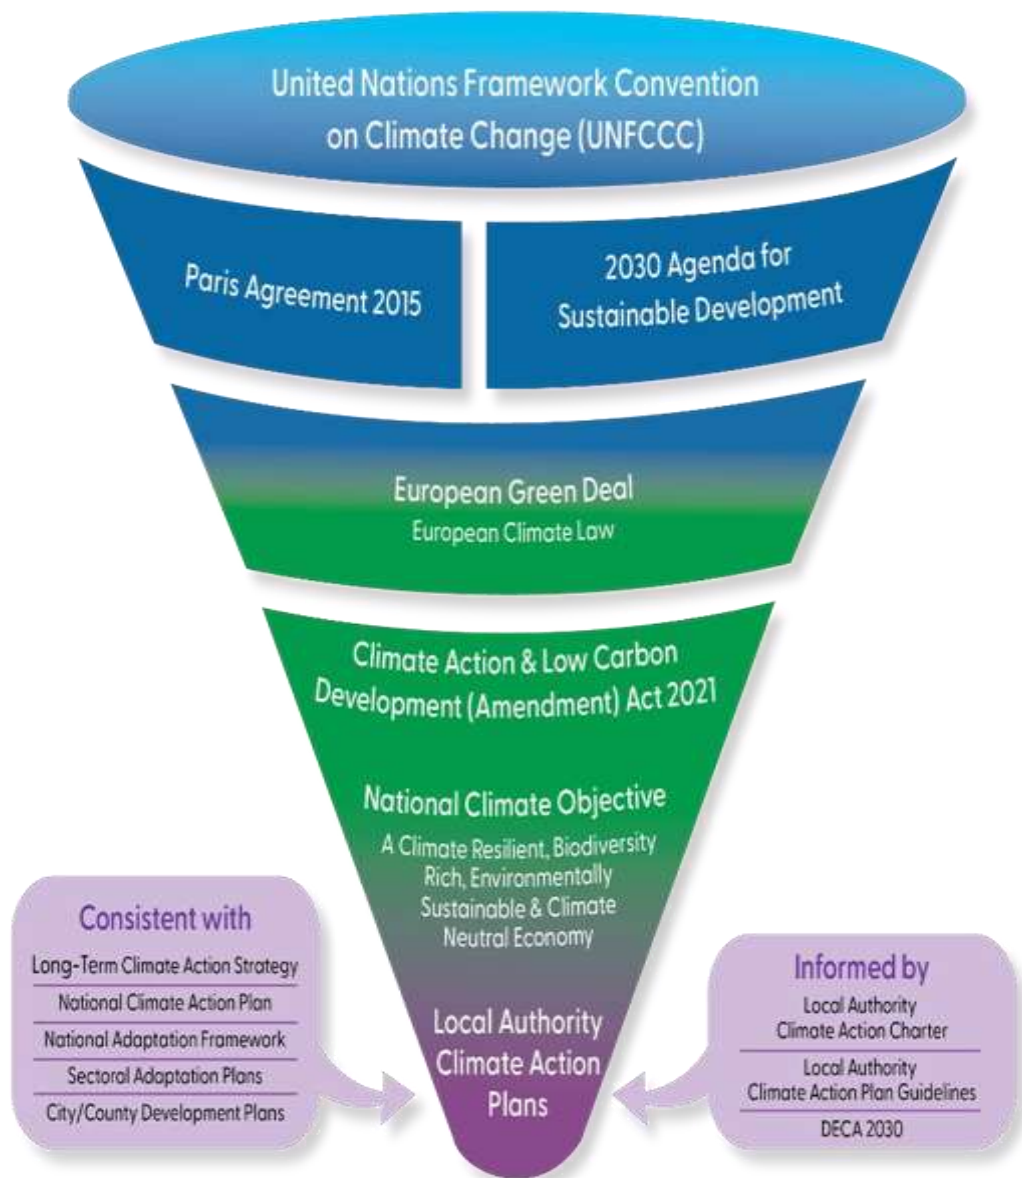 United Nations Framework Convention
on Climate Change (UNFCCC)
Paris Agreement 2015
2030 Agenda for
Sustainable Development
European Green Deal
European Climate Law
Climate Action & Low Carbon
Development (Amendment) Act 2021
National Climate Objective
A Climate Resilient, Biodiversity
Rich, Environmentally
Sustainable & Climate
Neutral Economy
Local Authority
Climate Action
Plans
Consistent with
Long-Term Climate Action Strategy
National Climate Action Plan
National Adaptation Framework
Sectoral Adaptation Plans
City/County Development Plans
Informed by
Local Authority
Climate Action Charter
Local Authority
Climate Action Plan Guidelines
DECA 2030